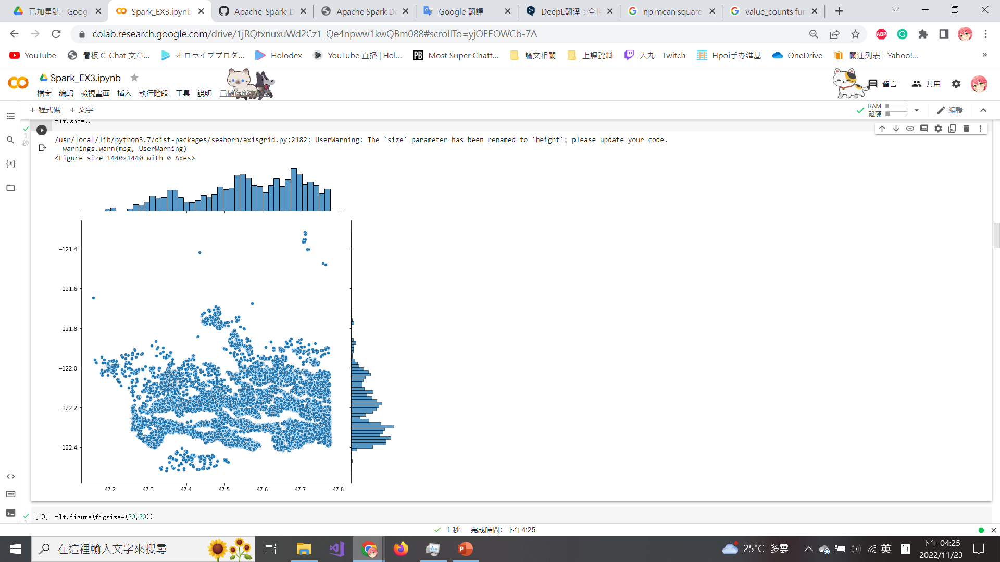 已加星號 - Googl
Spark_EX3.ipynb
Apache-Spark-D
Apache Spark De
Google 翻譯
DeepL翻译：全世
np mean square
value_counts fun
colab.research.google.com/drive/1jRQtxnuxuWd2Cz1_Qe4npww1kwQBm088#scrollTo=yjOEEOWCb-7A
ABP
YouTube
看板 C_Chat 文章...
ホロライブプロダ...
Holodex
YouTube 直播 | Hol...
Most Super Chatt...
論文相關
上課資料
大丸 - Twitch
Hpoi手办维基
OneDrive
關注列表 - Yahoo!...
»
Spark_EX3.ipynb
留言
共用
檔案 編輯 檢視畫面 插入 執行階段 工具 說明
+ 程式碼 + 文字
RAM
磁碟
編輯
plt.show()
1
秒
/usr/local/lib/python3.7/dist-packages/seaborn/axisgrid.py:2182: UserWarning: The `size` parameter has been renamed to `height`; please update your code.
warnings.warn(msg, UserWarning)
<Figure size 1440x1440 with 0 Axes>
{x}
−121.4
−121.6
−121.8
−122.0
−122.2
−122.4
47.2 47.3 47.4 47.5 47.6 47.7 47.8
[19] plt.figure(figsize=(20,20))
1 秒 完成時間：下午4:25
在這裡輸入文字來搜尋
25°C 多雲
英
下午 04:25
2022/11/23